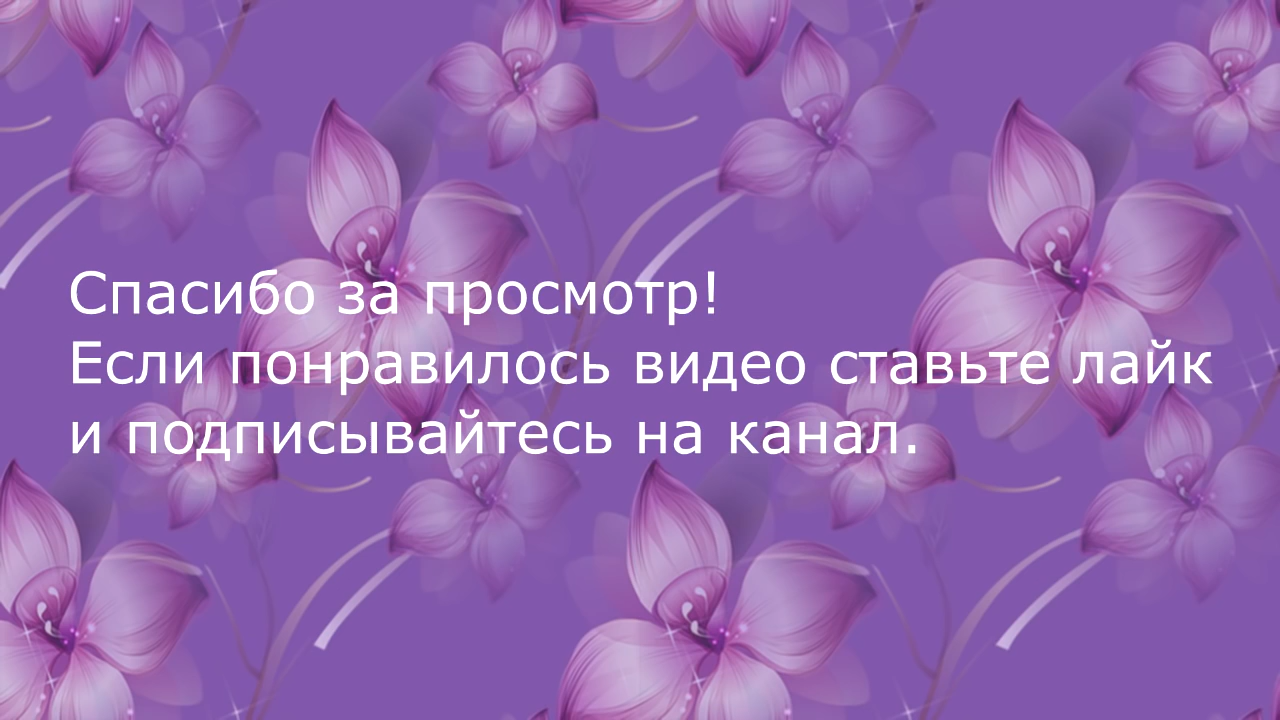 Спасибо за просмотр!
Если понравилось видео ставьте лайк
и подписывайтесь на канал.